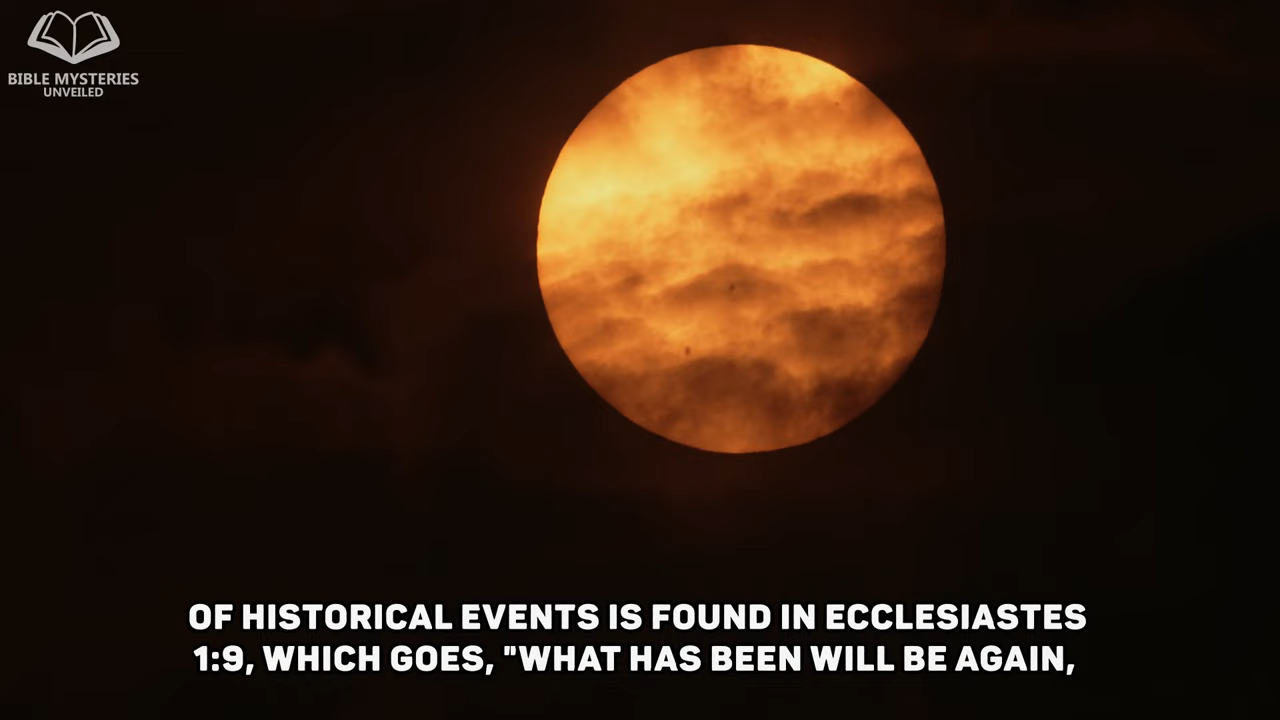 BIBLE MYSTERIES
UNVEILED
OF HISTORICAL EVENTS IS FOUND IN ECCLESIASTES
1:9, WHICH GOES, "WHAT HAS BEEN WILL BE AGAIN,